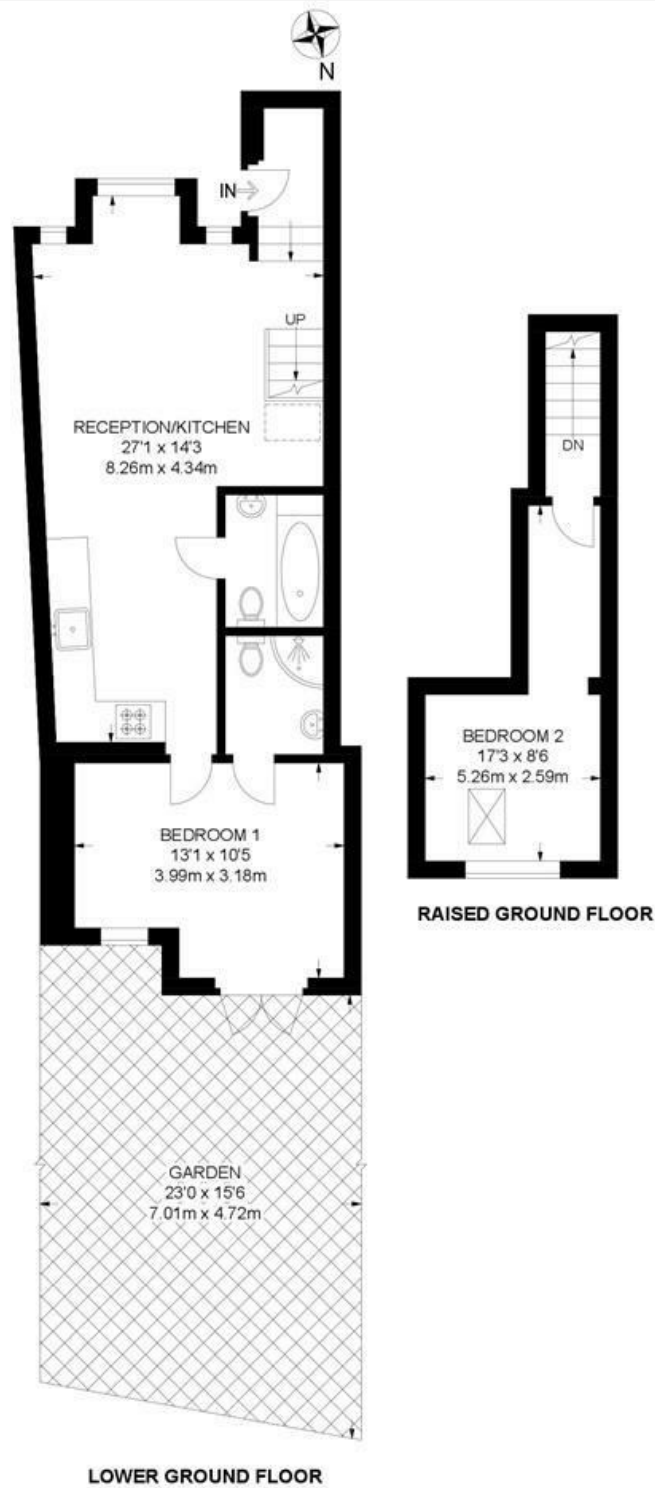 N
IN
UP
RECEPTION/KITCHEN
27'1 x 14'3
8.26m x 4.34m
BEDROOM 1
13'1 x 10'5
3.99m x 3.18m
GARDEN
23'0 x 15'6
7.01m x 4.72m
LOWER GROUND FLOOR
DN
BEDROOM 2
17'3 x 8'6
5.26m x 2.59m
RAISED GROUND FLOOR